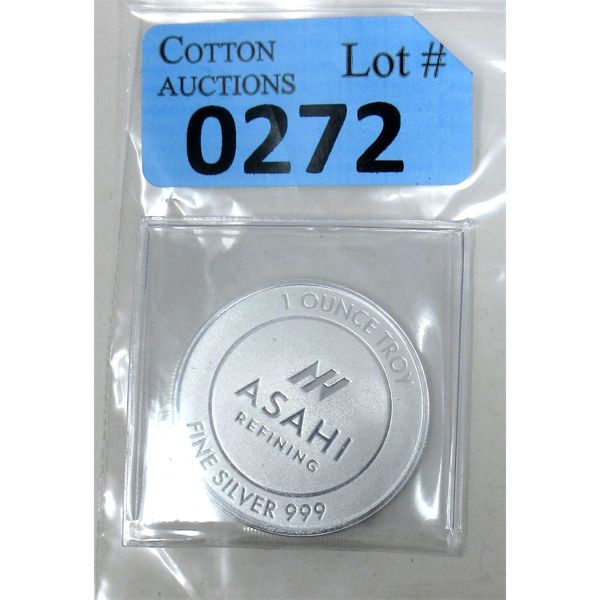 COTTON
AUCTIONS
Lot #
0272
1 OUNCE TROY
ASAHI
REFINING
FINE SILVER 999